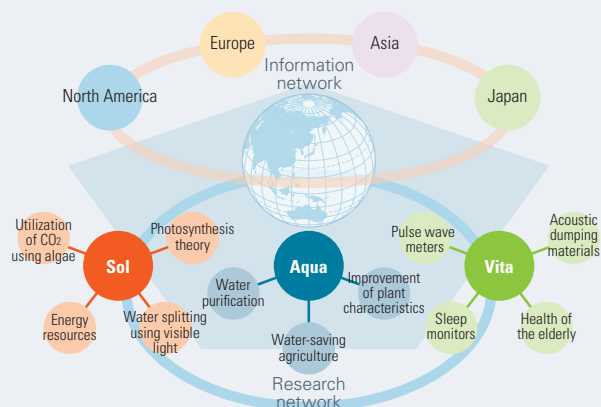 Europe
Asia
Information
network
North America
Japan
Utilization
of CO₂
using algae
Photosynthesis
theory
Sol
Energy
resources
Water splitting
using visible
light
Aqua
Water
purification
Improvement
of plant
characteristics
Water-saving
agriculture
Pulse wave
meters
Acoustic
dumping
materials
Vita
Sleep
monitors
Health of
the elderly
Research
network